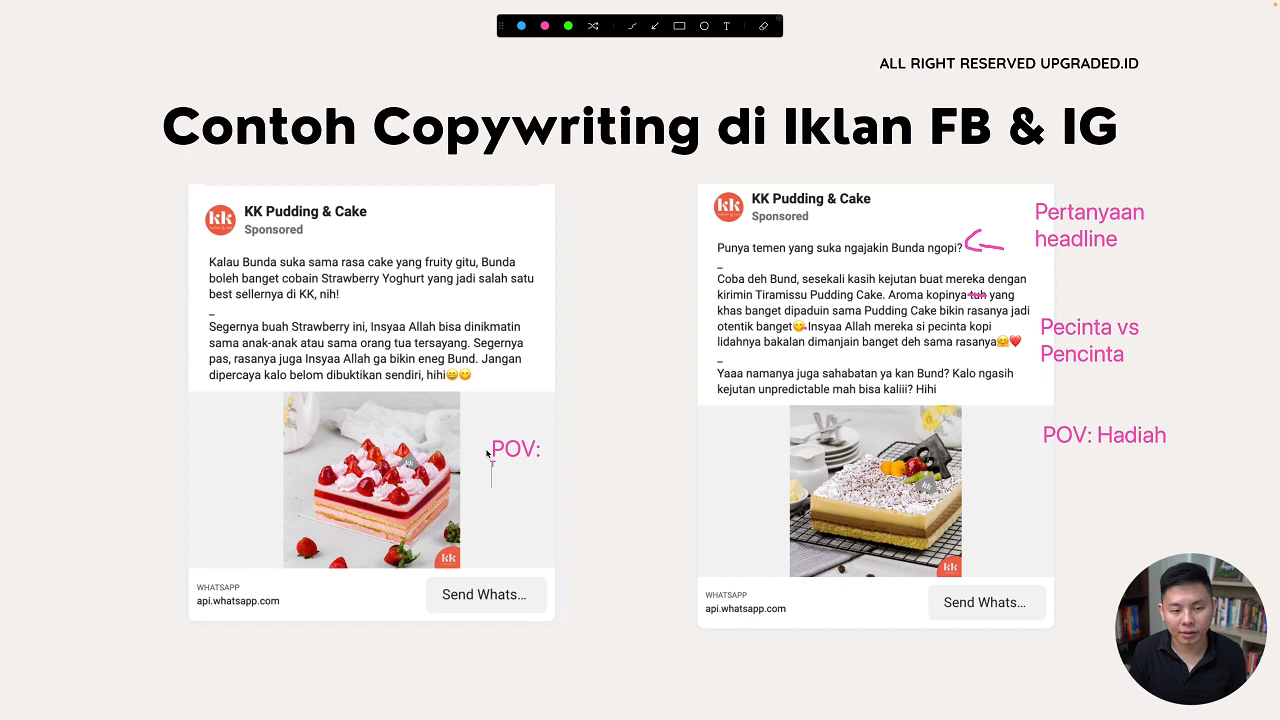 ALL RIGHT RESERVED UPGRADED.ID
Contoh Copywriting di Iklan FB & IG
kk
KK Pudding & Cake
Sponsored
Kalau Bunda suka sama rasa cake yang fruity gitu, Bunda
boleh banget cobain Strawberry Yoghurt yang jadi salah satu
best sellernya di KK, nih!
_
Segernya buah Strawberry ini, Insyaa Allah bisa dinikmatin
sama anak-anak atau sama orang tua tersayang. Segernya
pas, rasanya juga Insyaa Allah ga bikin eneg Bund. Jangan
dipercaya kalo belom dibuktikan sendiri, hihi😄😋
POV:
kk
WHATSAPP
api.whatsapp.com
Send Whats...
kk
KK Pudding & Cake
Sponsored
Punya temen yang suka ngajakin Bunda ngopi?
_
Coba deh Bund, sesekali kasih kejutan buat mereka dengan
kirimin Tiramissu Pudding Cake. Aroma kopinya tuh yang
khas banget dipaduin sama Pudding Cake bikin rasanya jadi
otentik banget😋Insyaa Allah mereka si pecinta kopi
lidahnya bakalan dimanjain banget deh sama rasanya🤗❤️
_
Yaaa namanya juga sahabatan ya kan Bund? Kalo ngasih
kejutan unpredictable mah bisa kaliii? Hihi
kk
WHATSAPP
api.whatsapp.com
Send Whats...
Pertanyaan
headline
Pecinta vs
Pencinta
POV: Hadiah